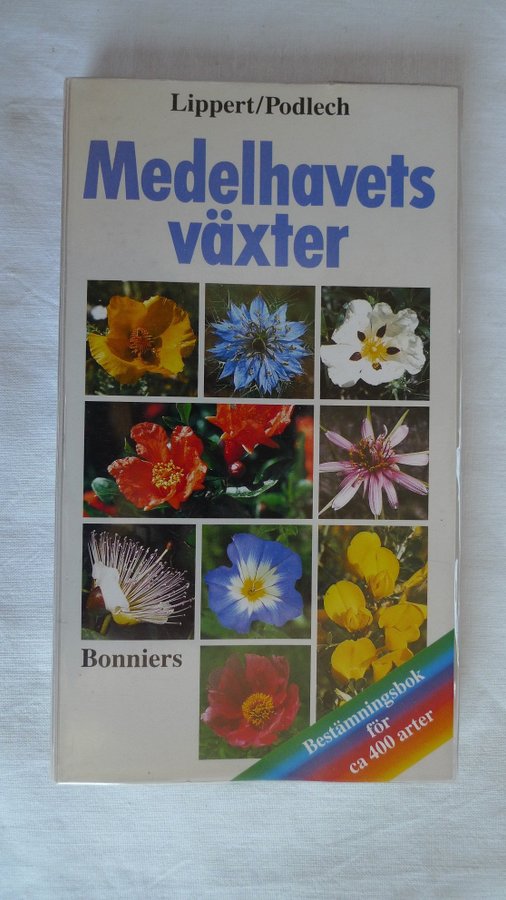 Lippert/Podlech
Medelhavets
växter
Bonniers
Bestämningsbok
för
ca 400 arter